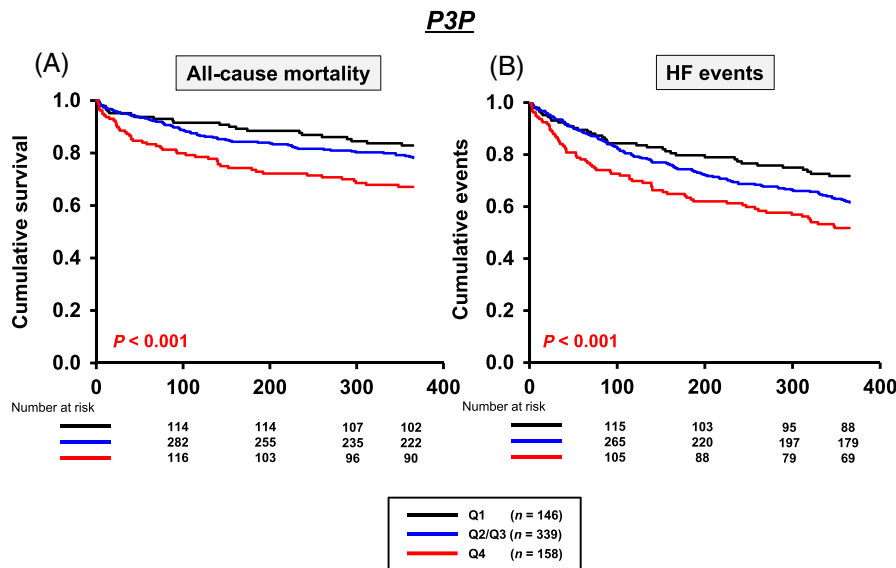 P3P
(A)
All-cause mortality
Cumulative survival
1.0
0.8
0.6
0.4
0.2
0.0
P < 0.001
0 100 200 300 400
Number at risk
114 114 107 102
282 255 235 222
116 103 96 90
(B)
HF events
Cumulative events
1.0
0.8
0.6
0.4
0.2
0.0
P < 0.001
0 100 200 300 400
Number at risk
115 103 95 88
265 220 197 179
105 88 79 69
Q1 (n = 146)
Q2/Q3 (n = 339)
Q4 (n = 158)